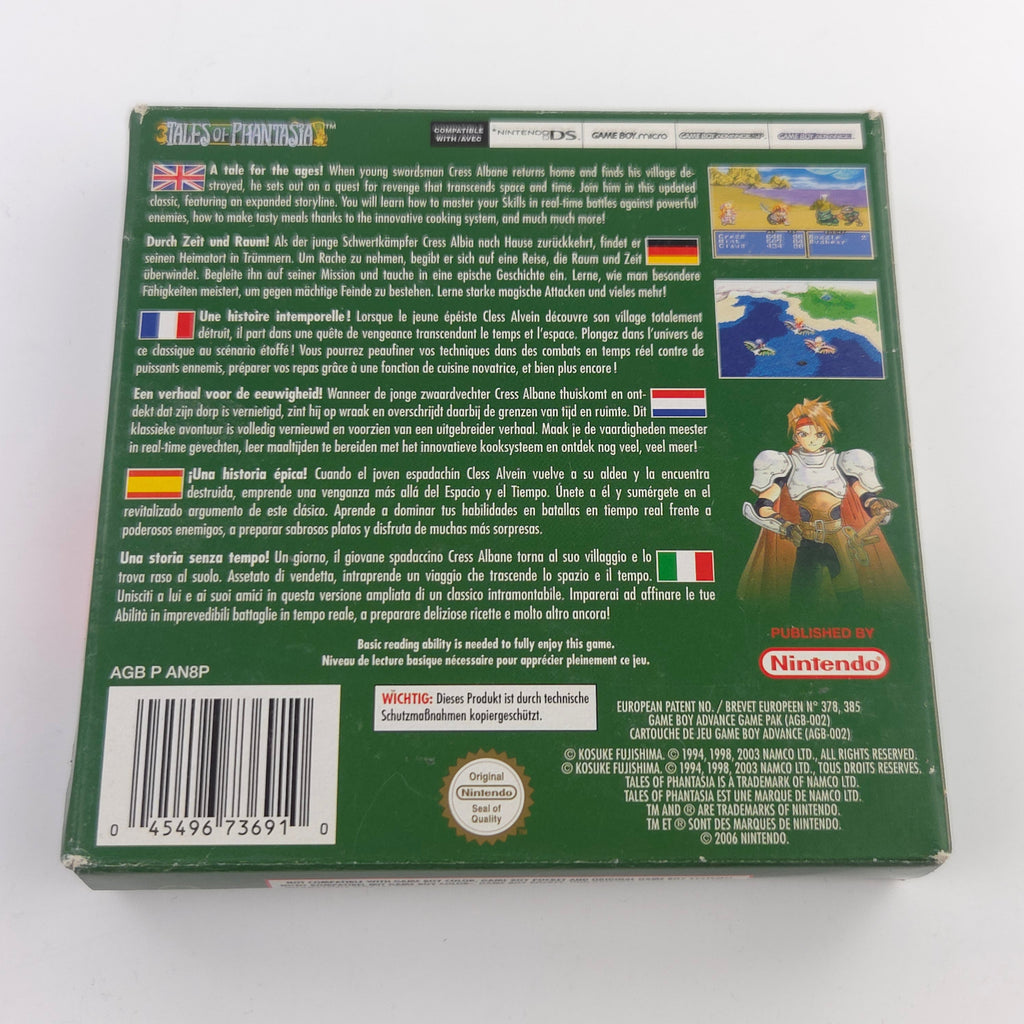 TALES OF PHANTASIA™
COMPATIBLE
WITH/AVEC
NINTENDO DS
GAME BOY micro
GAME BOY ADVANCE SP
GAME BOY ADVANCE
A tale for the ages! When young swordsman Cress Albane returns home and finds his village de-
stroyed, he sets out on a quest for revenge that transcends space and time. Join him in this updated
classic, featuring an expanded storyline. You will learn how to master your Skills in real-time battles against powerful
enemies, how to make tasty meals thanks to the innovative cooking system, and much much more!
Durch Zeit und Raum! Als der junge Schwertkämpfer Cress Albia nach Hause zurückkehrt, findet er
seinen Heimatort in Trümmern. Um Rache zu nehmen, begibt er sich auf eine Reise, die Raum und Zeit
überwindet. Begleite ihn auf seiner Mission und tauche in eine epische Geschichte ein. Lerne, wie man besondere
Fähigkeiten meistert, um gegen mächtige Feinde zu bestehen. Lerne starke magische Attacken und vieles mehr!
Une histoire intemporelle! Lorsque le jeune épéiste Cless Alvein découvre son village totalement
détruit, il part dans une quête de vengeance transcendant le temps et l'espace. Plongez dans l'univers de
ce classique au scénario étoffé! Vous pourrez peaufiner vos techniques dans des combats en temps réel contre de
puissants ennemis, préparer vos repas grâce à une fonction de cuisine novatrice, et bien plus encore!
Een verhaal voor de eeuwigheid! Wanneer de jonge zwaardvechter Cress Albane thuiskomt en ont-
dekt dat zijn dorp is vernietigd, zint hij op wraak en overschrijdt daarbij de grenzen van tijd en ruimte. Dit
klassieke avontuur is volledig vernieuwd en voorzien van een uitgebreider verhaal. Maak je de vaardigheden meester
in real-time gevechten, leer maaltijden te bereiden met het innovatieve kooksysteem en ontdek nog veel, veel meer!
¡Una historia épica! Cuando el joven espadachín Cless Alvein vuelve a su aldea y la encuentra
destruida, emprende una venganza más allá del Espacio y el Tiempo. Únete a él y sumérgete en el
revitalizado argumento de este clásico. Aprende a dominar tus habilidades en batallas en tiempo real frente a
poderosos enemigos, a preparar sabrosos platos y disfruta de muchas más sorpresas.
Una storia senza tempo! Un giorno, il giovane spadaccino Cress Albane torna al suo villaggio e lo
trova raso al suolo. Assetato di vendetta, intraprende un viaggio che trascende lo spazio e il tempo.
Unisciti a lui e ai suoi amici in questa versione ampliata di un classico intramontabile. Imparerai ad affinare le tue
Abilità in imprevedibili battaglie in tempo reale, a preparare deliziose ricette e molto altro ancora!
Basic reading ability is needed to fully enjoy this game.
Niveau de lecture basique nécessaire pour apprécier pleinement ce jeu.
AGB P AN8P
0 45496 73691 0
WICHTIG: Dieses Produkt ist durch technische
Schutzmaßnahmen kopiergeschützt.
Original
Nintendo
Seal of
Quality
PUBLISHED BY
Nintendo®
EUROPEAN PATENT NO. / BREVET EUROPEEN N° 378, 385
GAME BOY ADVANCE GAME PAK (AGB-002)
CARTOUCHE DE JEU GAME BOY ADVANCE (AGB-002)
© KOSUKE FUJISHIMA. © 1994, 1998, 2003 NAMCO LTD., ALL RIGHTS RESERVED.
© KOSUKE FUJISHIMA. © 1994, 1998, 2003 NAMCO LTD., TOUS DROITS RESERVES.
TALES OF PHANTASIA IS A TRADEMARK OF NAMCO LTD.
TALES OF PHANTASIA EST UNE MARQUE DE NAMCO LTD.
TM AND ® ARE TRADEMARKS OF NINTENDO.
TM ET ® SONT DES MARQUES DE NINTENDO.
© 2006 NINTENDO.